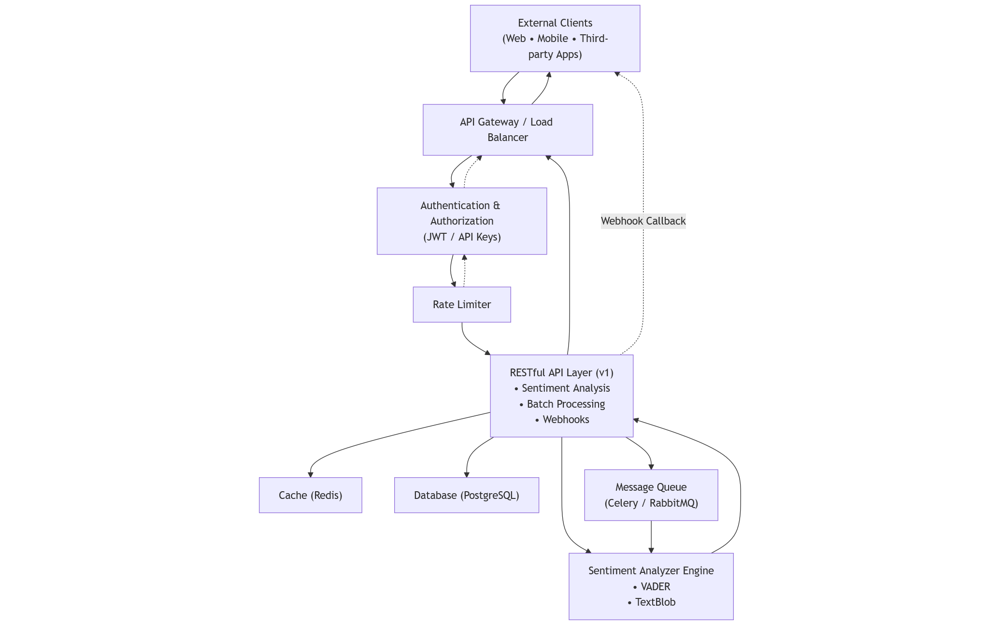 External Clients
(Web • Mobile • Third-
party Apps)
API Gateway / Load
Balancer
Authentication &
Authorization
(JWT / API Keys)
Webhook Callback
Rate Limiter
RESTful API Layer (v1)
• Sentiment Analysis
• Batch Processing
• Webhooks
Cache (Redis)
Database (PostgreSQL)
Message Queue
(Celery / RabbitMQ)
Sentiment Analyzer Engine
• VADER
• TextBlob